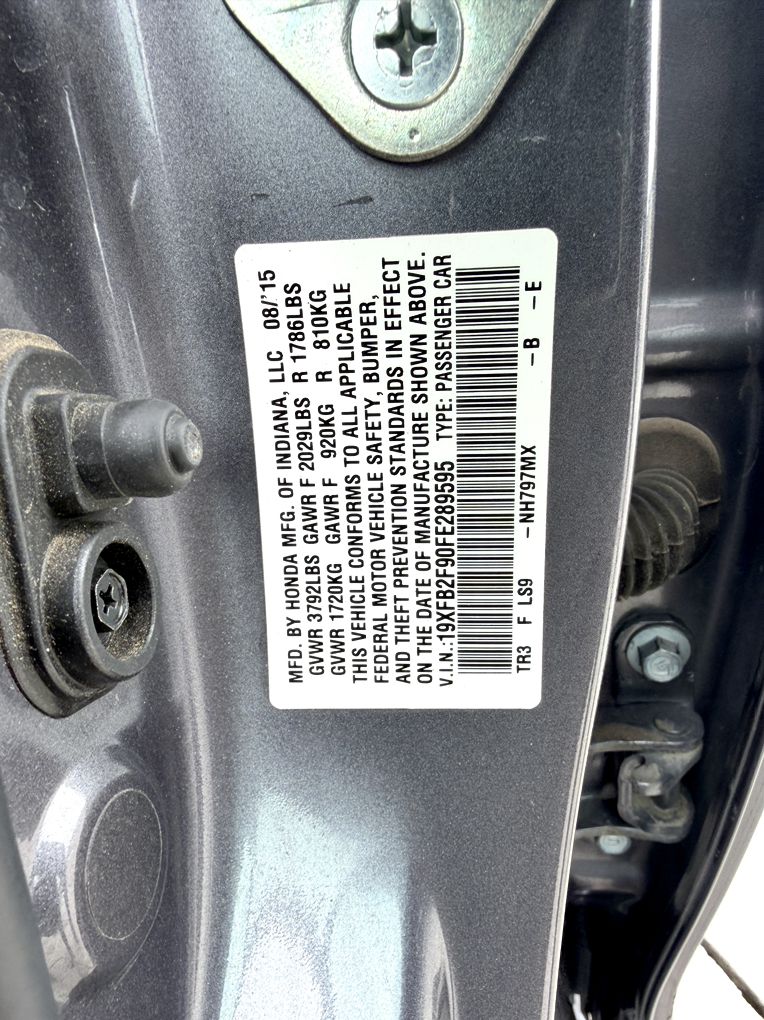 MFD. BY HONDA MFG. OF INDIANA, LLC 08/'15
GVWR 3792LBS GAWR F 2029LBS R 1786LBS
GVWR 1720KG GAWR F 920KG R 810KG
THIS VEHICLE CONFORMS TO ALL APPLICABLE
FEDERAL MOTOR VEHICLE SAFETY, BUMPER,
AND THEFT PREVENTION STANDARDS IN EFFECT
ON THE DATE OF MANUFACTURE SHOWN ABOVE.
V.I.N.:19XFB2F90FE289595 TYPE: PASSENGER CAR
TR3 F LS9 -NH797MX -B -E